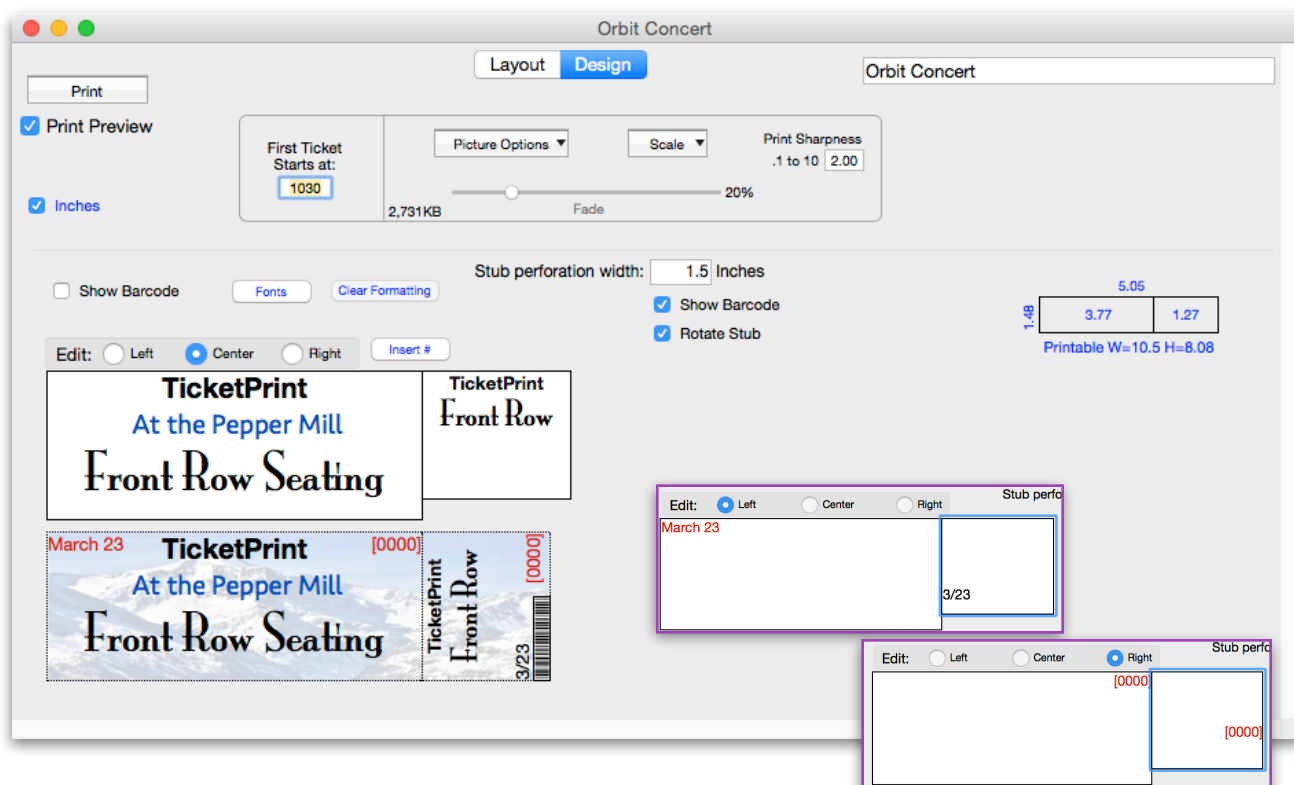 Orbit Concert
Layout Design
Orbit Concert
Print
Print Preview
First Ticket
Starts at:
1030
Picture Options ▼
Scale ▼
Print Sharpness
.1 to 10 2.00
20%
Fade
2,731KB
Inches
Stub perforation width: 1.5 Inches
Show Barcode
Fonts
Clear Formatting
Show Barcode
Rotate Stub
5.05
1.48
3.77
1.27
Printable W=10.5 H=8.08
Edit: Left Center Right
Insert #
TicketPrint
At the Pepper Mill
Front Row Seating
TicketPrint
Front Row
March 23
TicketPrint
[0000]
At the Pepper Mill
Front Row Seating
TicketPrint
Front Row
3/23
[0000]
Edit: Left Center Right
Stub perfo
March 23
3/23
Edit: Left Center Right
Stub perfo
[0000]
[0000]